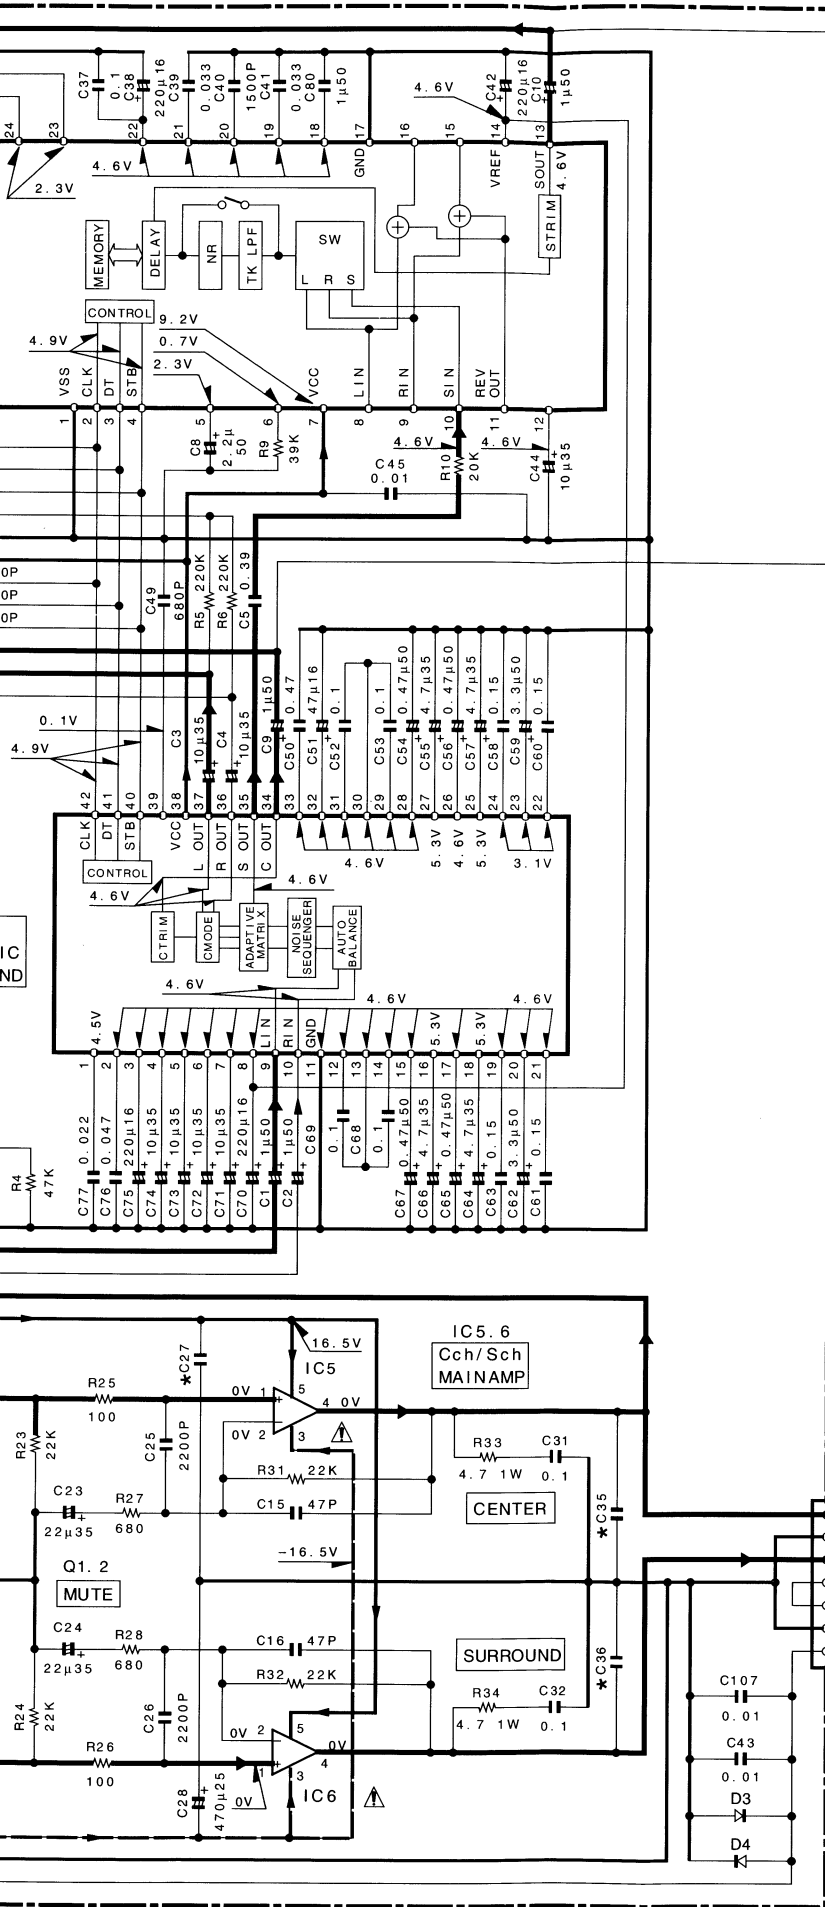 C37
0.1
C38
220μ16
C39
0.033
C40
1500P
C41
0.033
C80
1μ50
4.6V
C42
220μ16
C10
1μ50
24
23
22
21
20
19
18
GND 17
16
15
VREF 14
SOUT 13
4.6V
4.6V
2.3V
MEMORY
DELAY
NR
TK LPF
SW
L R S
STRIM
CONTROL
9.2V
4.9V
0.7V
2.3V
VSS
CLK
DT
STB
VCC
LIN
RIN
SIN
REV OUT
1
2
3
4
5
6
7
8
9
10
11
12
C8
2.2μ
50
R9
39K
C45
0.01
4.6V
R10
20K
4.6V
C44
10μ35
0P
0P
0P
C49
680P
R5
220K
R6
220K
C5
0.39
0.1V
4.9V
C3
10μ35
C4
10μ35
C9
1μ50
C50
0.47
C51
47μ16
C52
0.1
C53
0.1
C54
0.47μ50
C55
4.7μ35
C56
0.47μ50
C57
4.7μ35
C58
0.15
C59
3.3μ50
C60
0.15
CLK 42
DT 41
STB 40
39
VCC 38
L OUT 37
R OUT 36
S OUT 35
C OUT 34
33
32
31
30
29
28
27
26
25
24
23
22
4.6V
5.3V
4.6V
5.3V
3.1V
CONTROL
4.6V
4.6V
CTRIM
CMODE
ADAPTIVE MATRIX
NOISE SEQUENGER
AUTO BALANCE
IC
ND
4.6V
4.6V
4.6V
4.5V
LIN
RIN
GND
5.3V
5.3V
1
2
3
4
5
6
7
8
9
10
11
12
13
14
15
16
17
18
19
20
21
R4
47K
C77
0.022
C76
0.047
C75
220μ16
C74
10μ35
C73
10μ35
C72
10μ35
C71
10μ35
C70
220μ16
C1
1μ50
C2
1μ50
C69
0.1
C68
0.1
C67
0.47μ50
C66
4.7μ35
C65
0.47μ50
C64
4.7μ35
C63
0.15
C62
3.3μ50
C61
0.15
IC5.6
Cch/Sch
MAINAMP
16.5V
*C27
IC5
R25
100
0V 1
5
4 0V
0V 2
3
R23
22K
C25
2200P
R31 22K
C15 47P
R33
4.7 1W
C31
0.1
CENTER
*C35
C23
22μ35
R27
680
-16.5V
Q1.2
MUTE
C24
22μ35
R28
680
C16 47P
R32 22K
SURROUND
*C36
R34
4.7 1W
C32
0.1
R24
22K
C26
2200P
0V 2
5
0V
4
1
3
R26
100
IC6
C28
470μ25
0V
C107
0.01
C43
0.01
D3
D4